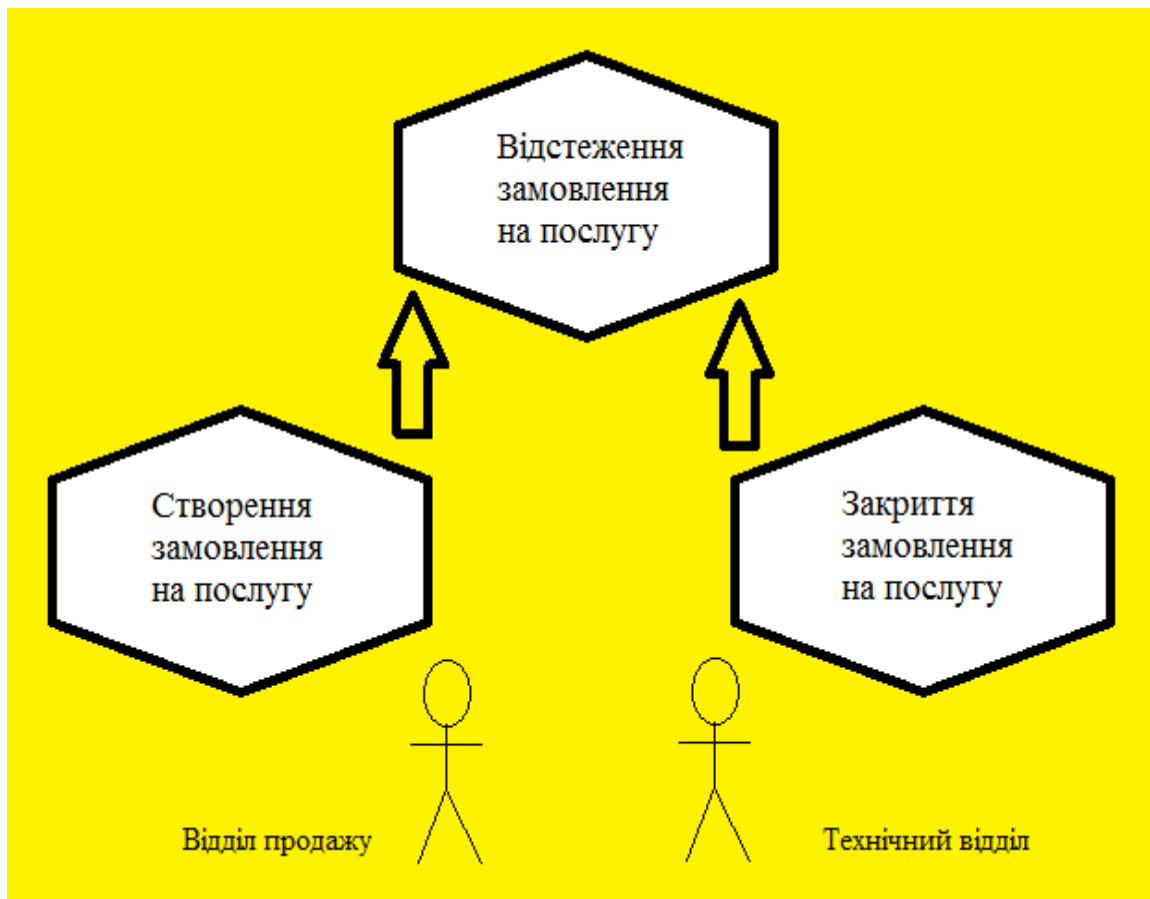 Відстеження
замовлення
на послугу
Створення
замовлення
на послугу
Закриття
замовлення
на послугу
Відділ продажу
Технічний відділ